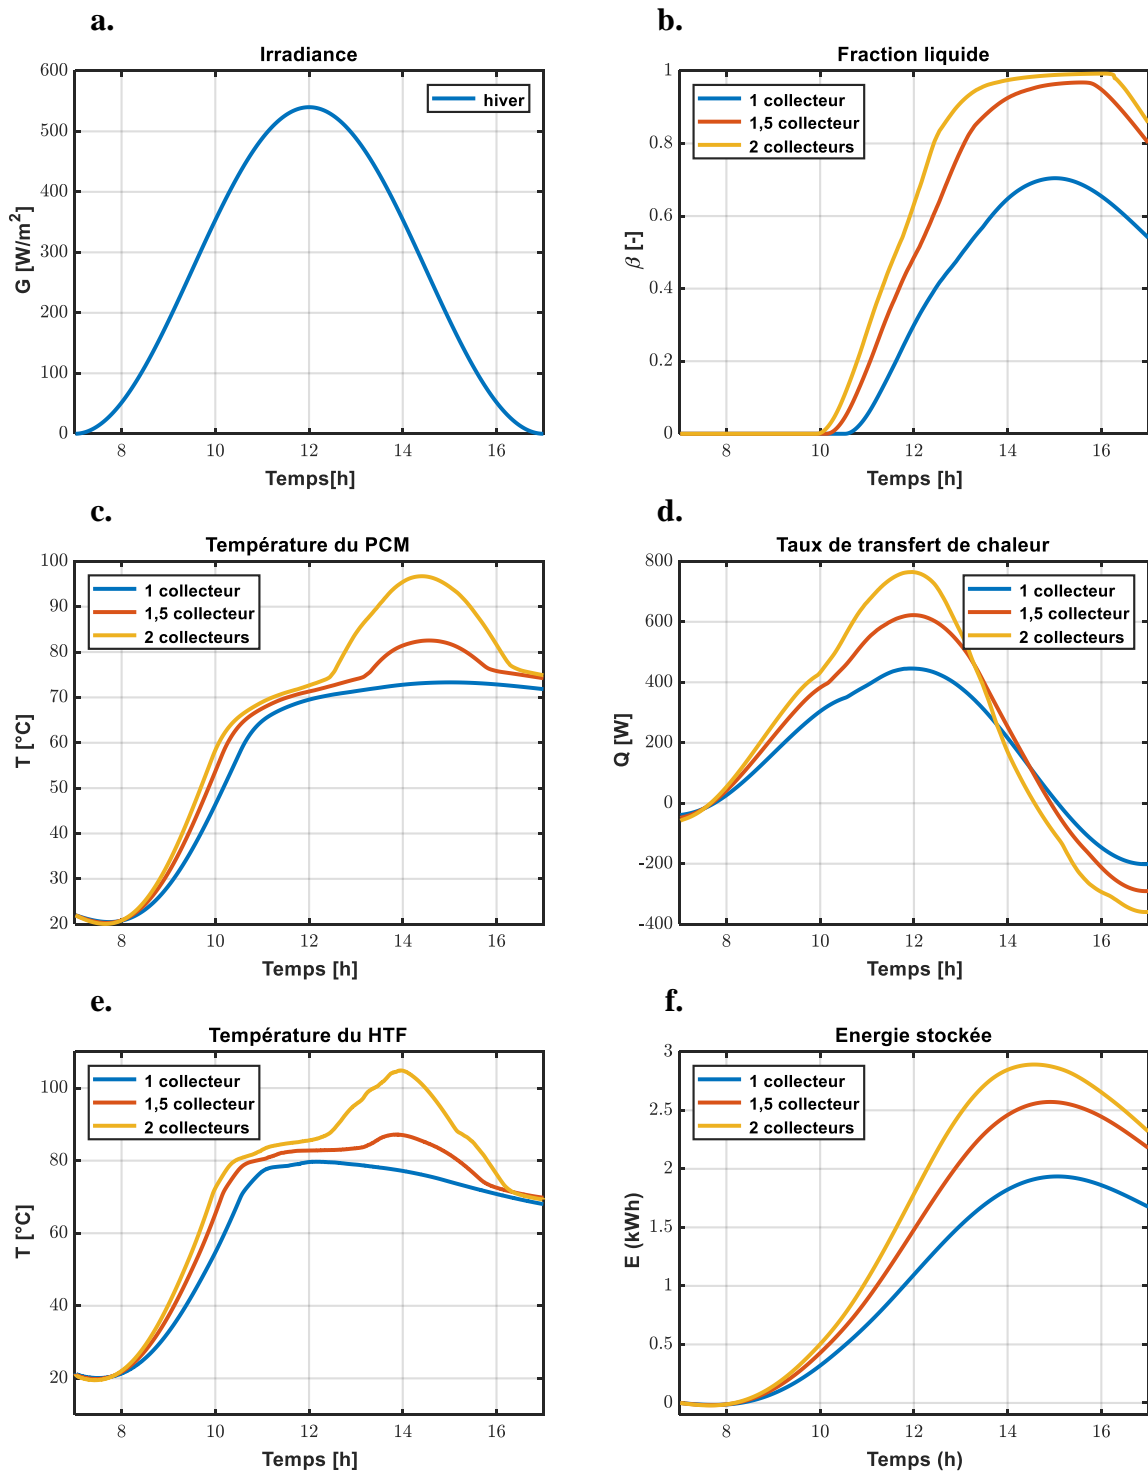 a.
Irradiance
600
500
400
300
200
100
0
G [W/m²]
hiver
8
10
12
14
16
Temps[h]
b.
Fraction liquide
1
0.8
0.6
0.4
0.2
0
β [-]
1 collecteur
1,5 collecteur
2 collecteurs
8
10
12
14
16
Temps [h]
c.
Température du PCM
100
90
80
70
60
50
40
30
20
T [°C]
1 collecteur
1,5 collecteur
2 collecteurs
8
10
12
14
16
Temps [h]
d.
Taux de transfert de chaleur
800
600
400
200
0
-200
-400
Q [W]
1 collecteur
1,5 collecteur
2 collecteurs
8
10
12
14
16
Temps [h]
e.
Température du HTF
100
80
60
40
20
T [°C]
1 collecteur
1,5 collecteur
2 collecteurs
8
10
12
14
16
Temps [h]
f.
Energie stockée
3
2.5
2
1.5
1
0.5
0
E (kWh)
1 collecteur
1,5 collecteur
2 collecteurs
8
10
12
14
16
Temps (h)